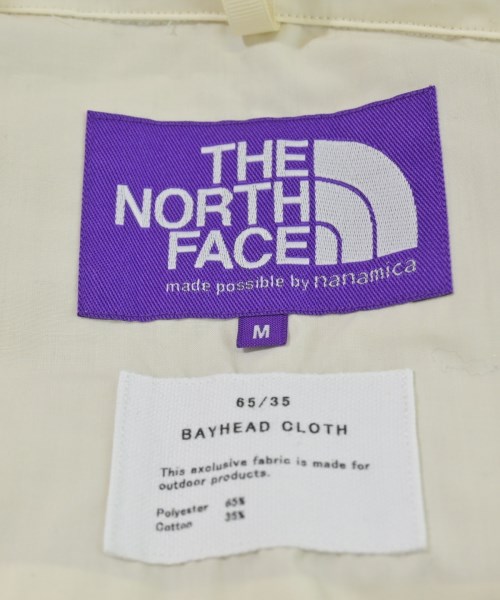 THE
NORTH
FACE
made possible by nanamica
M
65/35
BAYHEAD CLOTH
This exclusive fabric is made for
outdoor products.
Polyester 65%
Cotton 35%